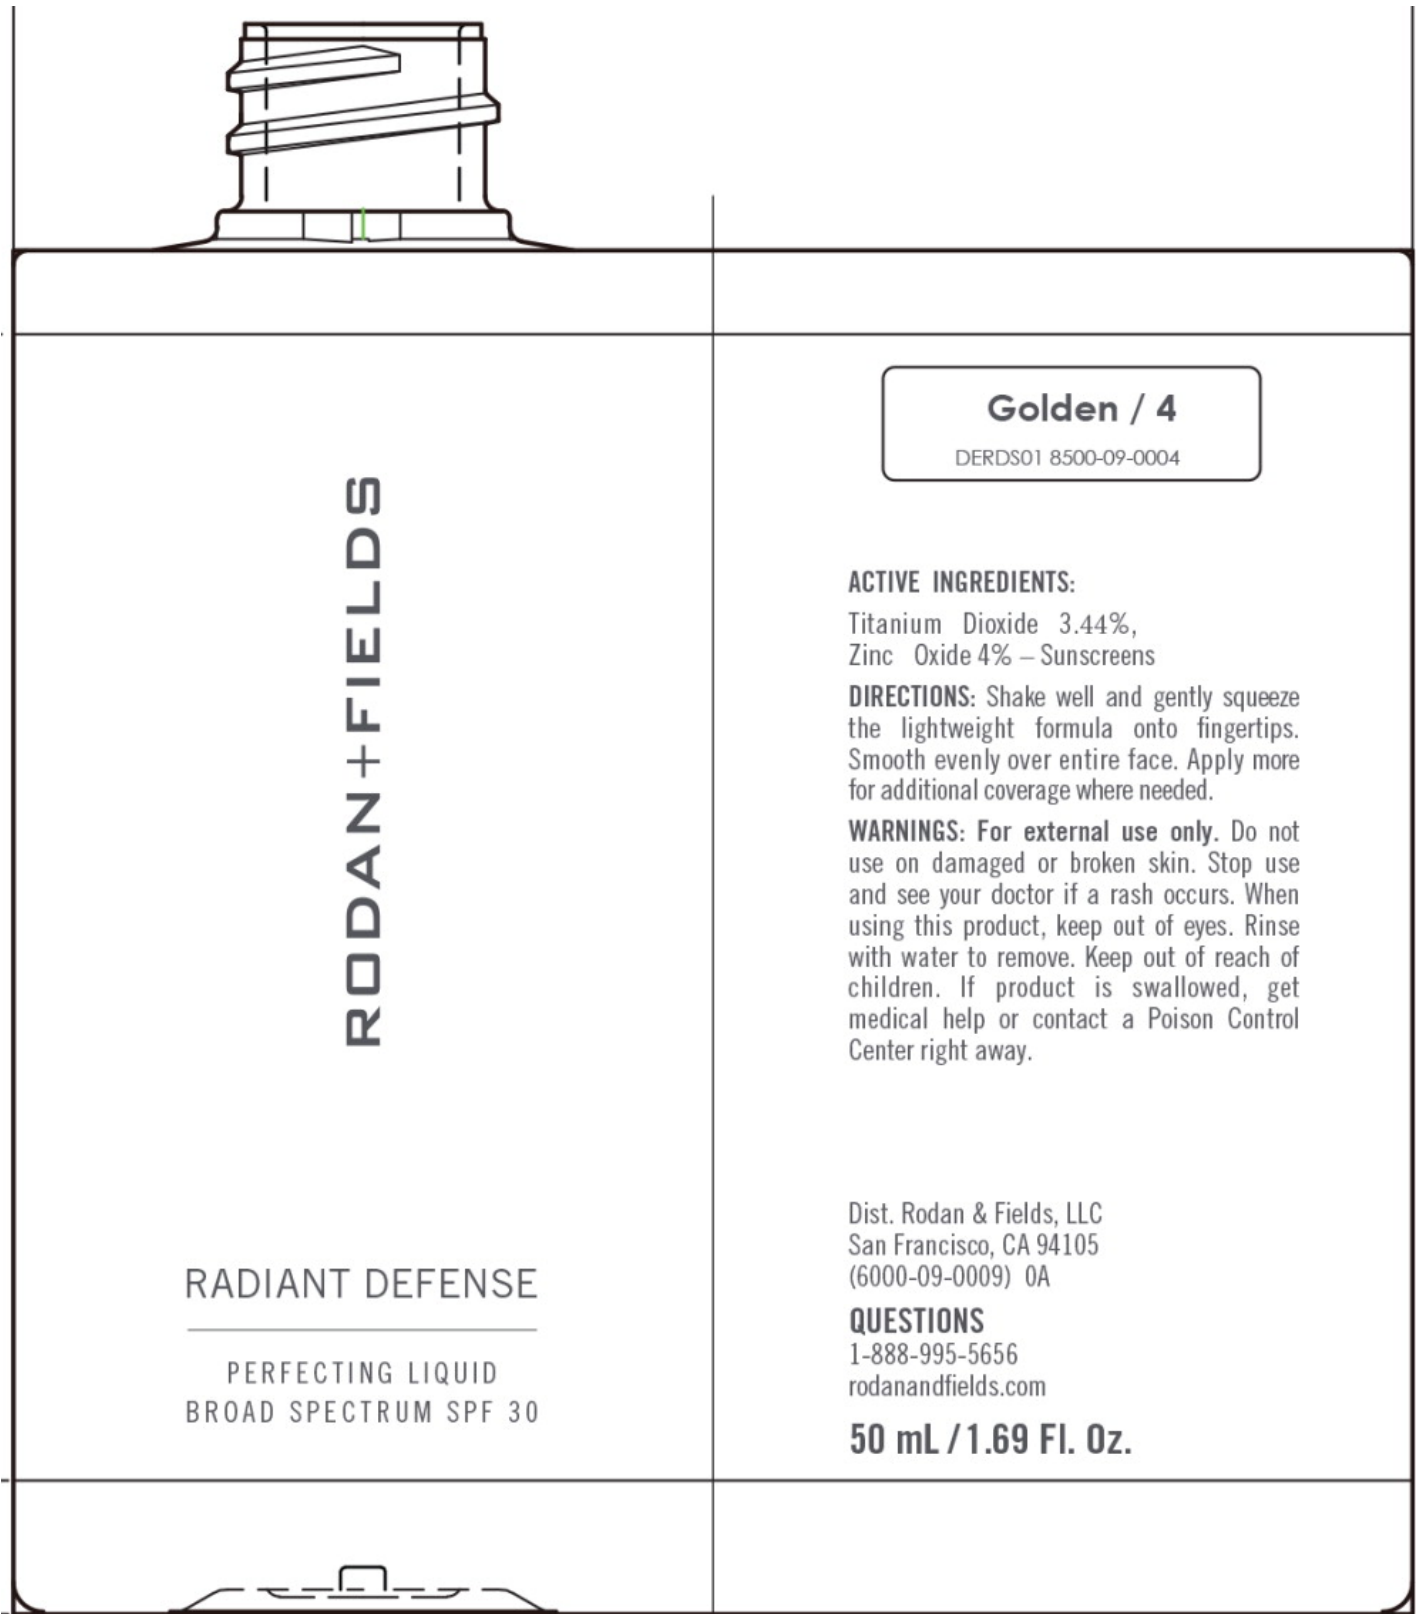 RODAN+FIELDS
RADIANT DEFENSE
PERFECTING LIQUID
BROAD SPECTRUM SPF 30
Golden / 4
DERDS01 8500-09-0004
ACTIVE INGREDIENTS:
Titanium Dioxide 3.44%,
Zinc Oxide 4% – Sunscreens
DIRECTIONS: Shake well and gently squeeze
the lightweight formula onto fingertips.
Smooth evenly over entire face. Apply more
for additional coverage where needed.
WARNINGS: For external use only. Do not
use on damaged or broken skin. Stop use
and see your doctor if a rash occurs. When
using this product, keep out of eyes. Rinse
with water to remove. Keep out of reach of
children. If product is swallowed, get
medical help or contact a Poison Control
Center right away.
Dist. Rodan & Fields, LLC
San Francisco, CA 94105
(6000-09-0009) 0A
QUESTIONS
1-888-995-5656
rodanandfields.com
50 mL / 1.69 Fl. Oz.